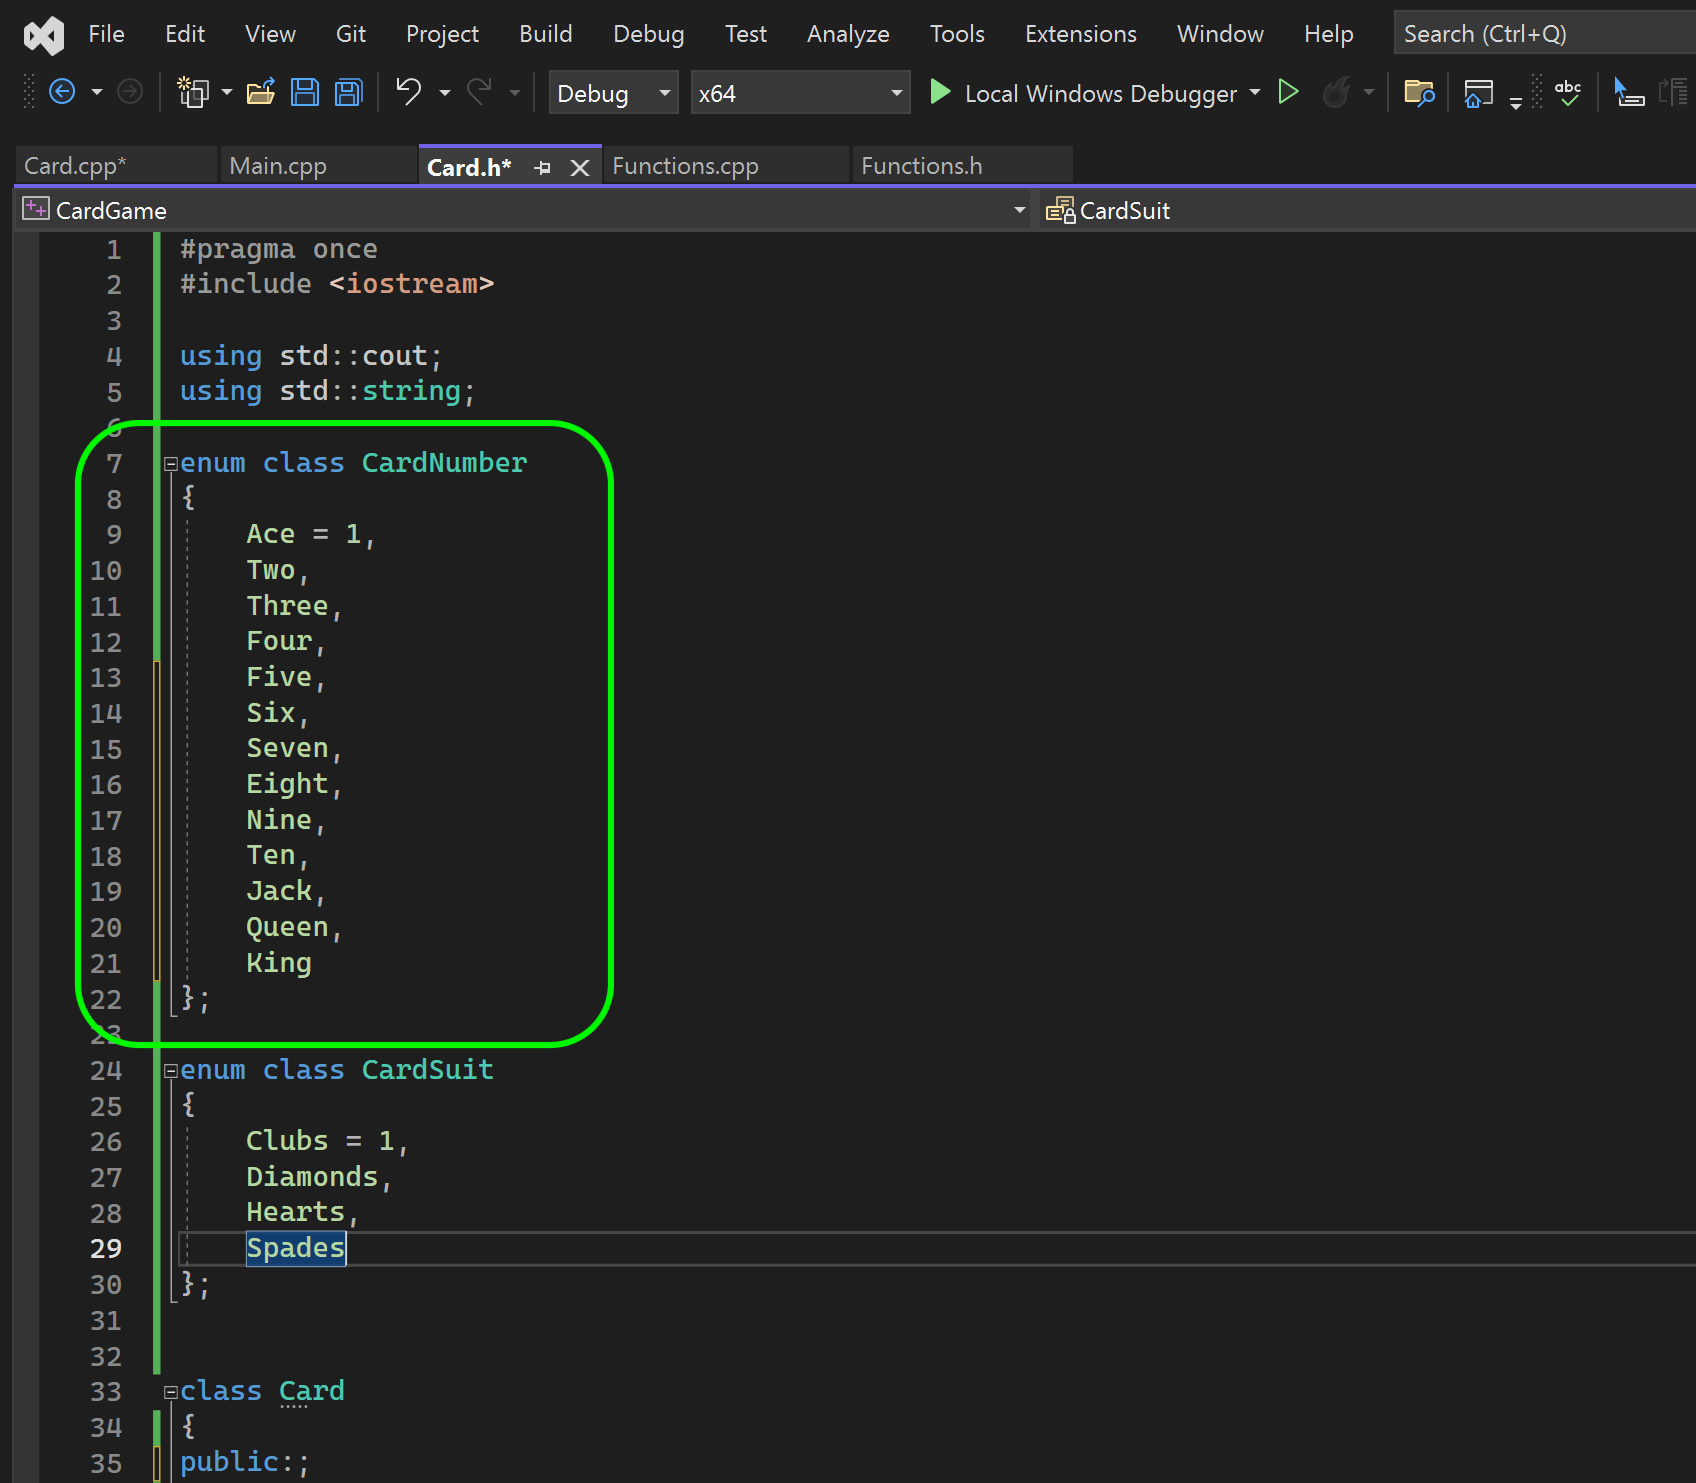 File Edit View Git Project Build Debug Test Analyze Tools Extensions Window Help Search (Ctrl+Q)
Debug x64 Local Windows Debugger abc
Card.cpp* Main.cpp Card.h* Functions.cpp Functions.h
CardGame CardSuit
1 #pragma once
2 #include <iostream>
3
4 using std::cout;
5 using std::string;
6
7 enum class CardNumber
8 {
9 Ace = 1,
10 Two,
11 Three,
12 Four,
13 Five,
14 Six,
15 Seven,
16 Eight,
17 Nine,
18 Ten,
19 Jack,
20 Queen,
21 King
22 };
23
24 enum class CardSuit
25 {
26 Clubs = 1,
27 Diamonds,
28 Hearts,
29 Spades
30 };
31
32
33 class Card
34 {
35 public:;